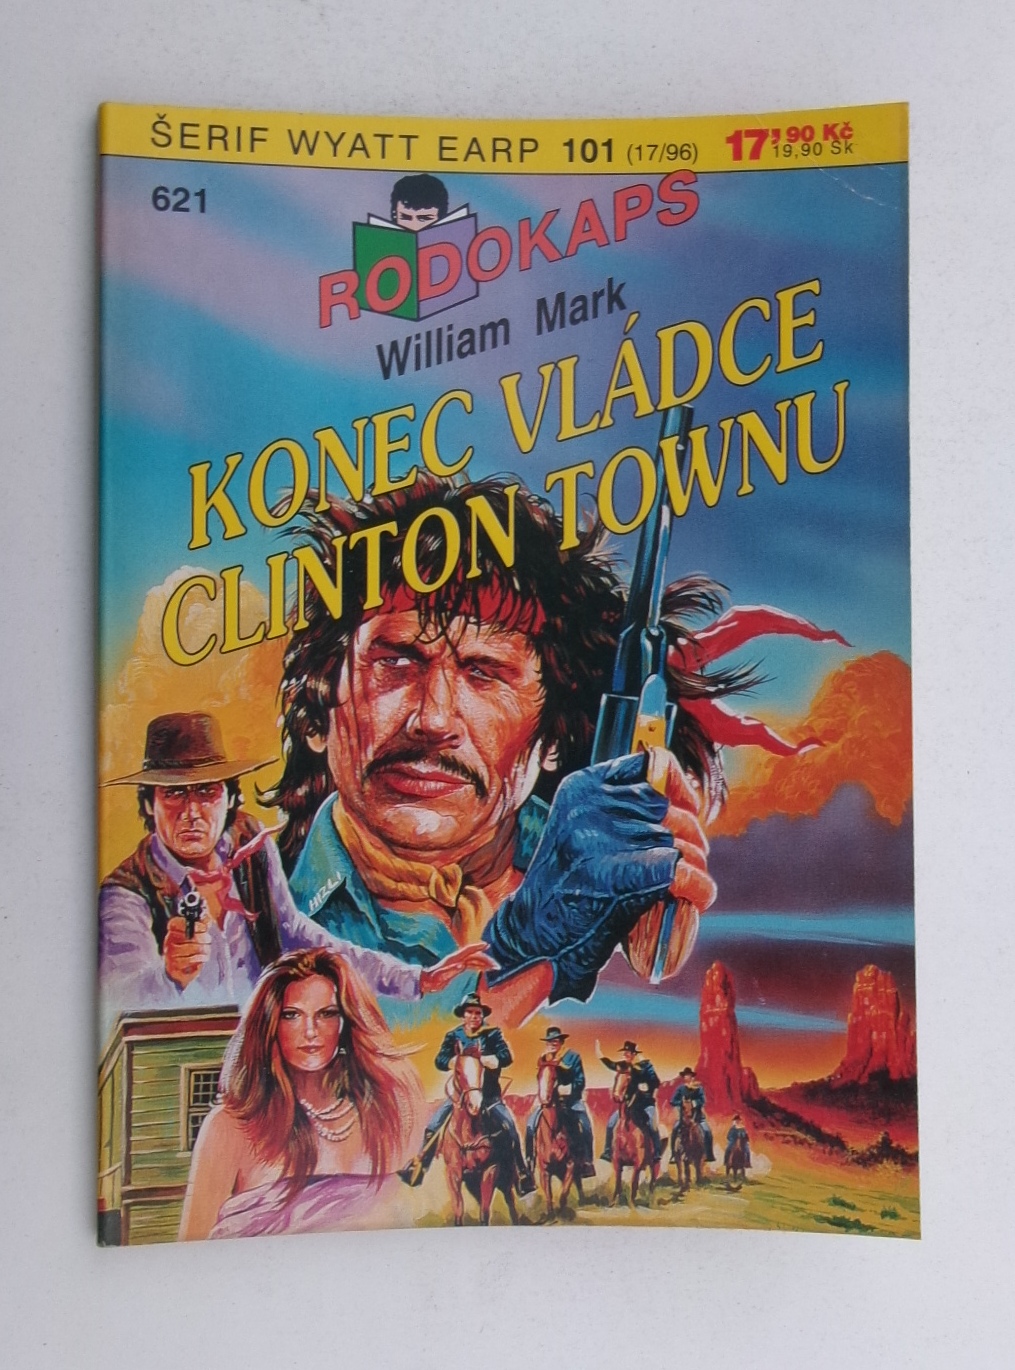 ŠERIF WYATT EARP 101 (17/96) 17,90 Kč
19,90 Sk
621
RODOKAPS
William Mark
KONEC VLÁDCE
CLINTON TOWNU
HIZLI